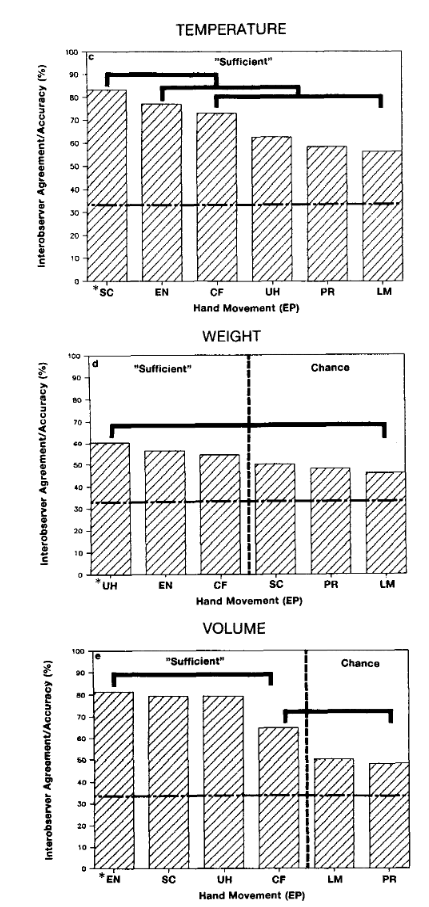 TEMPERATURE
c
"Sufficient"
Interobserver Agreement/Accuracy (%)
100
90
80
70
60
50
40
30
20
10
0
*SC EN CF UH PR LM
Hand Movement (EP)
WEIGHT
d
"Sufficient" Chance
Interobserver Agreement/Accuracy (%)
100
90
80
70
60
50
40
30
20
10
0
*UH EN CF SC PR LM
Hand Movement (EP)
VOLUME
e
"Sufficient" Chance
Interobserver Agreement/Accuracy (%)
100
90
80
70
60
50
40
30
20
10
0
*EN SC UH CF LM PR
Hand Movement (EP)